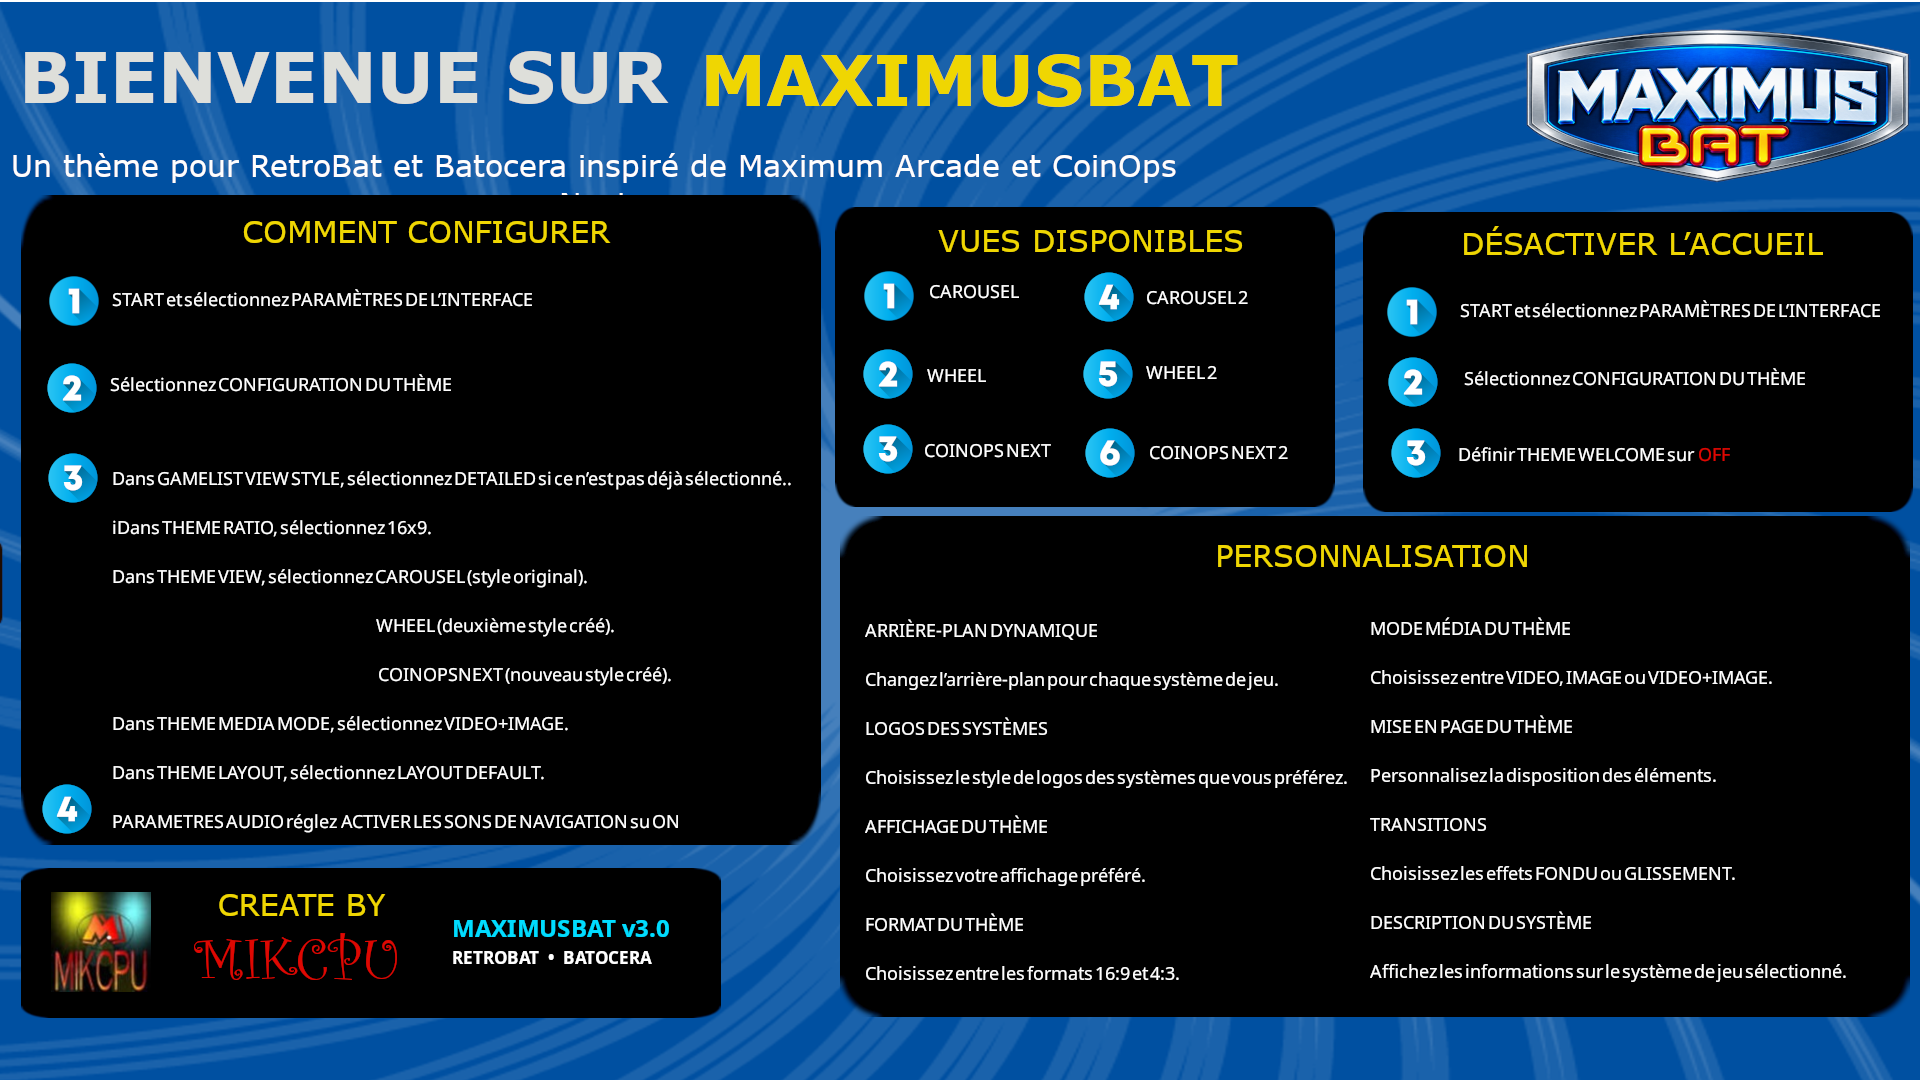 BIENVENUE SUR MAXIMUSBAT
MAXIMUS
BAT
Un thème pour RetroBat et Batocera inspiré de Maximum Arcade et CoinOps
COMMENT CONFIGURER
1 START et sélectionnez PARAMÈTRES DE L’INTERFACE
2 Sélectionnez CONFIGURATION DU THÈME
3 Dans GAMELIST VIEW STYLE, sélectionnez DETAILED si ce n’est pas déjà sélectionné..
iDans THEME RATIO, sélectionnez 16x9.
Dans THEME VIEW, sélectionnez CAROUSEL (style original).
WHEEL (deuxième style créé).
COINOPSNEXT (nouveau style créé).
Dans THEME MEDIA MODE, sélectionnez VIDEO+IMAGE.
Dans THEME LAYOUT, sélectionnez LAYOUT DEFAULT.
4 PARAMETRES AUDIO réglez ACTIVER LES SONS DE NAVIGATION su ON
VUES DISPONIBLES
1 CAROUSEL
2 WHEEL
3 COINOPS NEXT
4 CAROUSEL 2
5 WHEEL 2
6 COINOPS NEXT 2
DÉSACTIVER L’ACCUEIL
1 START et sélectionnez PARAMÈTRES DE L’INTERFACE
2 Sélectionnez CONFIGURATION DU THÈME
3 Définir THEME WELCOME sur OFF
PERSONNALISATION
ARRIÈRE-PLAN DYNAMIQUE
Changez l’arrière-plan pour chaque système de jeu.
LOGOS DES SYSTÈMES
Choisissez le style de logos des systèmes que vous préférez.
AFFICHAGE DU THÈME
Choisissez votre affichage préféré.
FORMAT DU THÈME
Choisissez entre les formats 16:9 et 4:3.
MODE MÉDIA DU THÈME
Choisissez entre VIDEO, IMAGE ou VIDEO+IMAGE.
MISE EN PAGE DU THÈME
Personnalisez la disposition des éléments.
TRANSITIONS
Choisissez les effets FONDU ou GLISSEMENT.
DESCRIPTION DU SYSTÈME
Affichez les informations sur le système de jeu sélectionné.
M
MIKCPU
CREATE BY
MIKCPU
MAXIMUSBAT v3.0
RETROBAT • BATOCERA